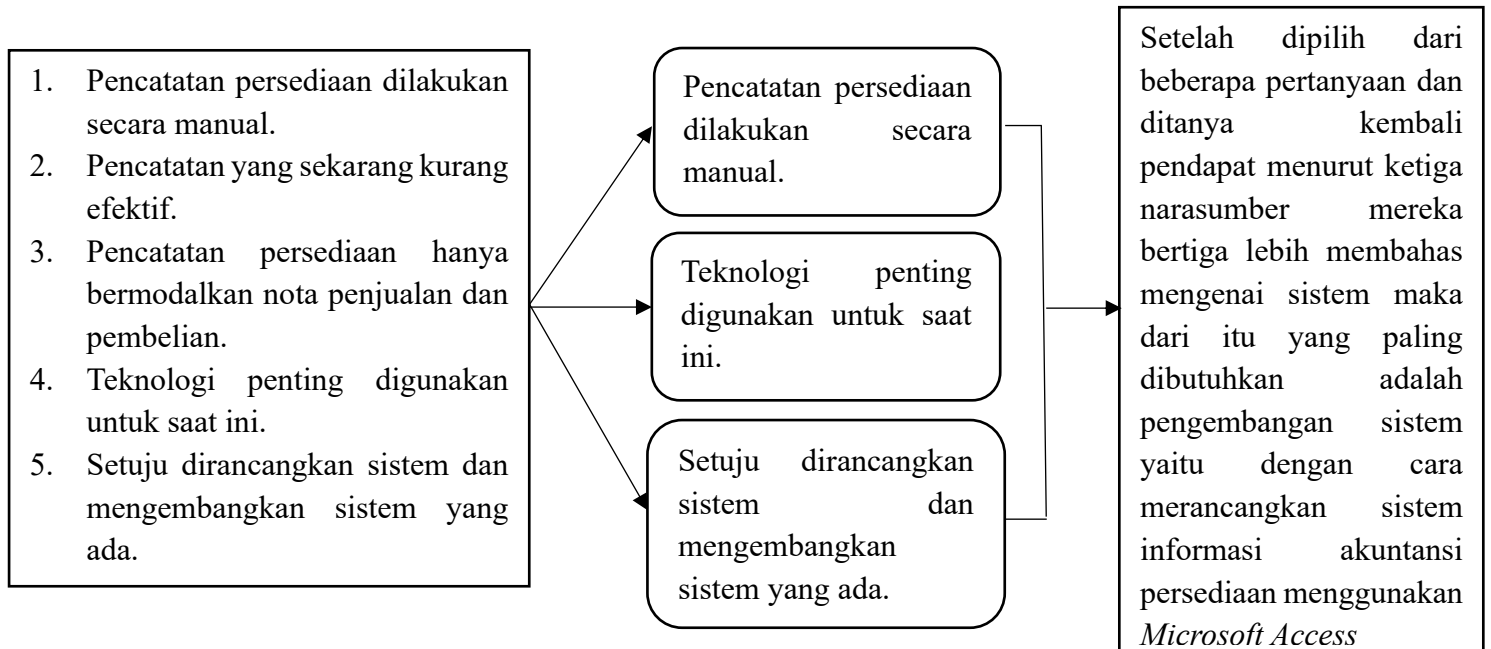 1. Pencatatan persediaan dilakukan
secara manual.
2. Pencatatan yang sekarang kurang
efektif.
3. Pencatatan persediaan hanya
bermodalkan nota penjualan dan
pembelian.
4. Teknologi penting digunakan
untuk saat ini.
5. Setuju dirancangkan sistem dan
mengembangkan sistem yang
ada.
Pencatatan persediaan
dilakukan secara
manual.
Teknologi penting
digunakan untuk saat
ini.
Setuju dirancangkan
sistem dan
mengembangkan
sistem yang ada.
Setelah dipilih dari
beberapa pertanyaan dan
ditanya kembali
pendapat menurut ketiga
narasumber mereka
bertiga lebih membahas
mengenai sistem maka
dari itu yang paling
dibutuhkan adalah
pengembangan sistem
yaitu dengan cara
merancangkan sistem
informasi akuntansi
persediaan menggunakan
Microsoft Access